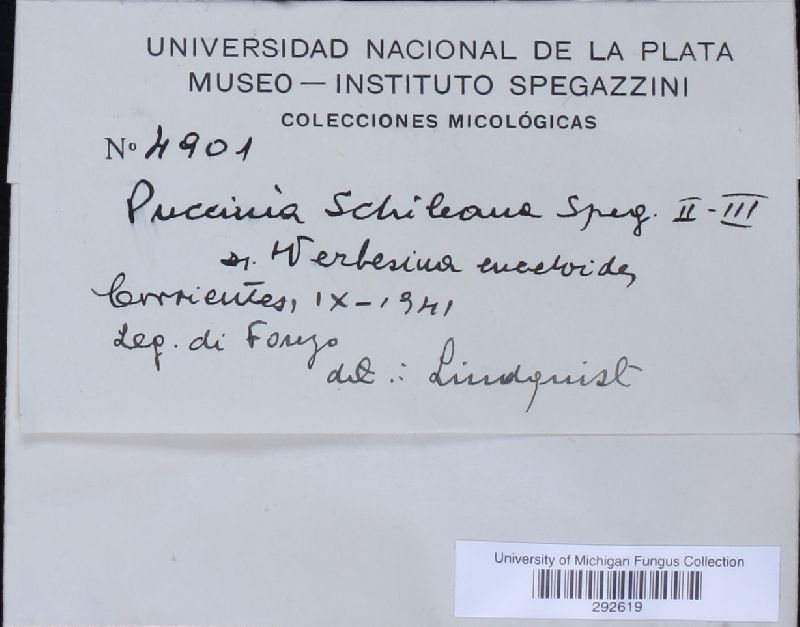 UNIVERSIDAD NACIONAL DE LA PLATA
MUSEO — INSTITUTO SPEGAZZINI
COLECCIONES MICOLÓGICAS
Nº 4901
Puccinia Schileana Speg. II - III
s. Verbesina enceloides
Corrientes, IX - 1941
Leg. di Fonzo
det.: Lindquist
University of Michigan Fungus Collection
292619